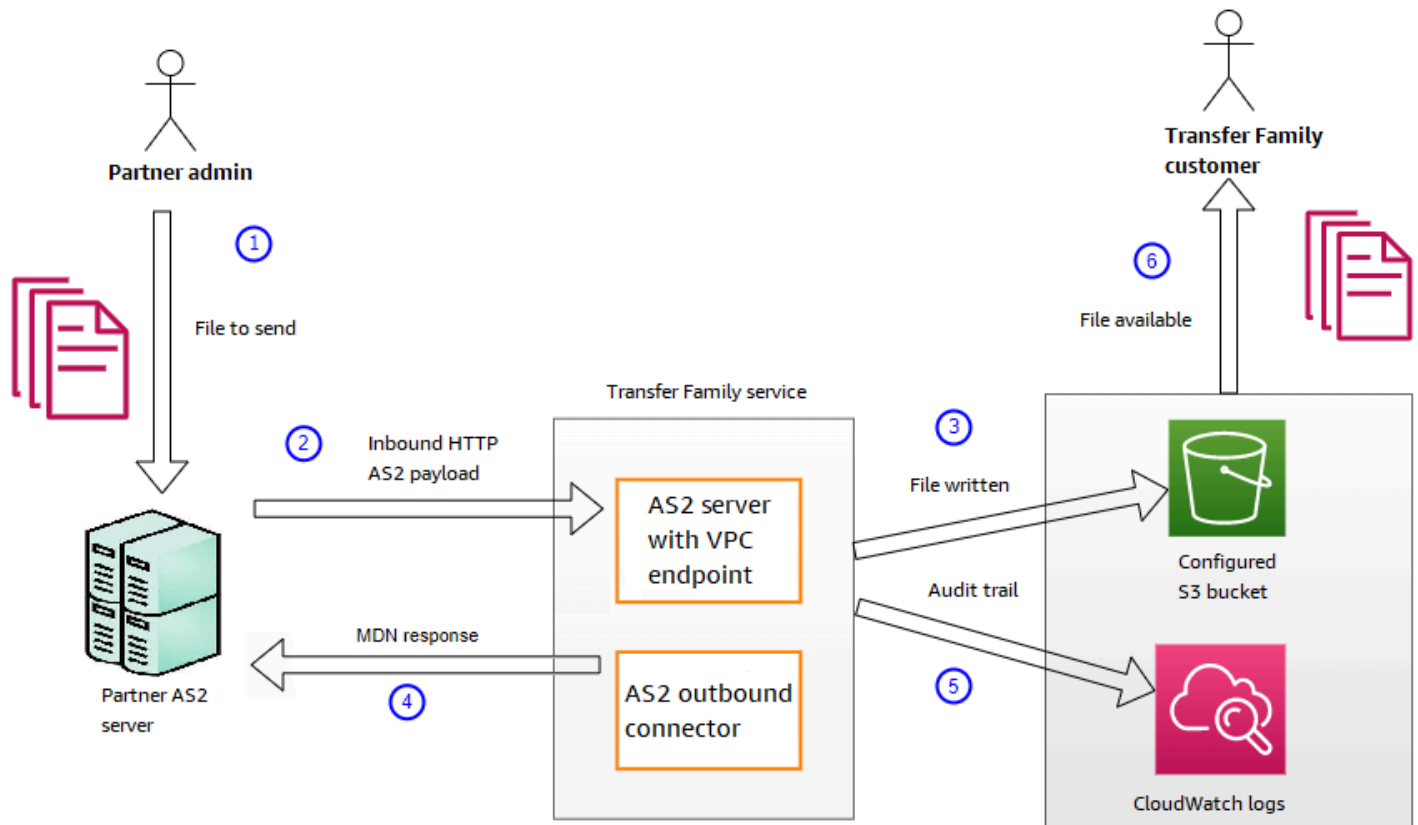 Partner admin
Transfer Family
customer
1
File to send
6
File available
Transfer Family service
2
Inbound HTTP
AS2 payload
3
File written
AS2 server
with VPC
endpoint
Configured
S3 bucket
Audit trail
MDN response
4
5
AS2 outbound
connector
Partner AS2
server
CloudWatch logs